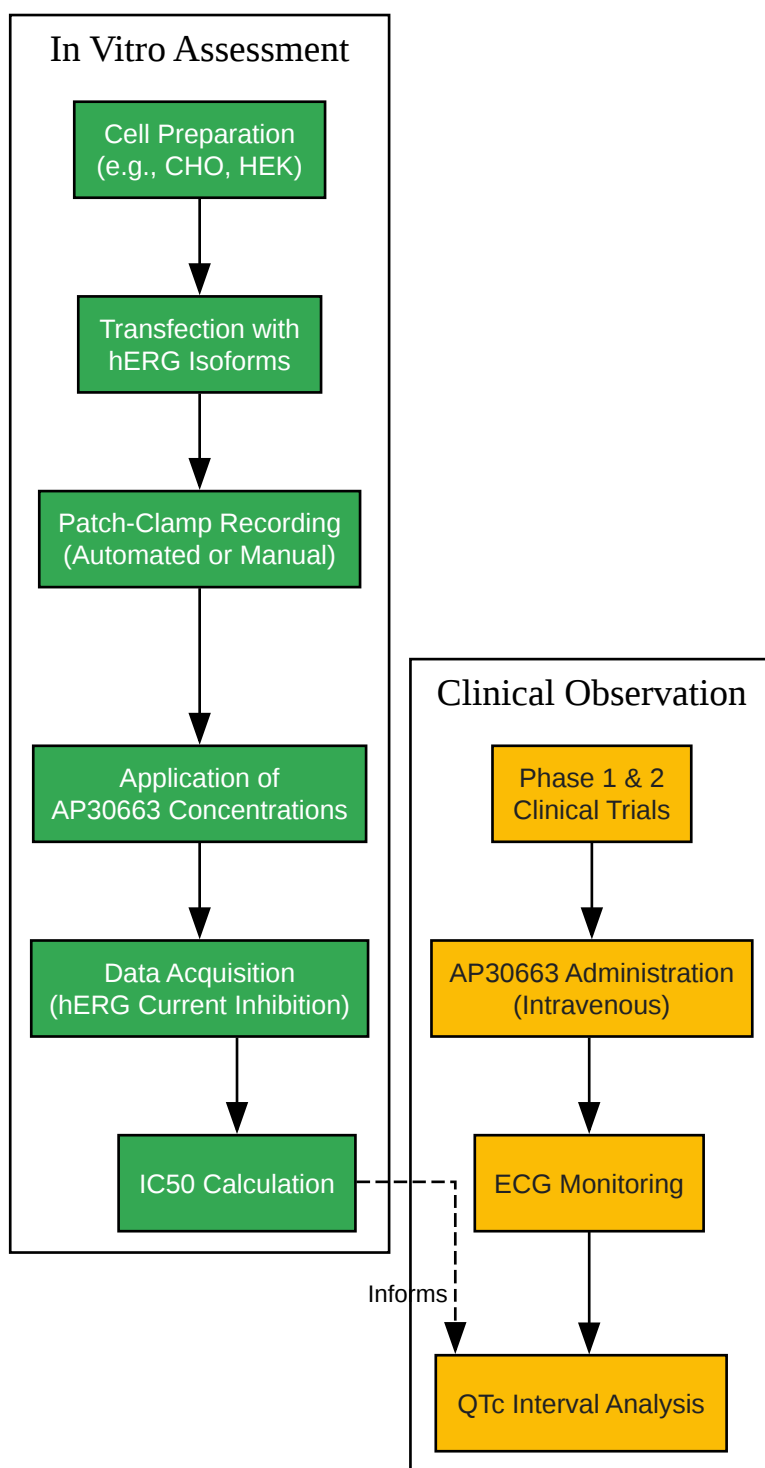 In Vitro Assessment
Cell Preparation
(e.g., CHO, HEK)
Transfection with
hERG Isoforms
Patch-Clamp Recording
(Automated or Manual)
Application of
AP30663 Concentrations
Data Acquisition
(hERG Current Inhibition)
IC50 Calculation
Informs
Clinical Observation
Phase 1 & 2
Clinical Trials
AP30663 Administration
(Intravenous)
ECG Monitoring
QTc Interval Analysis